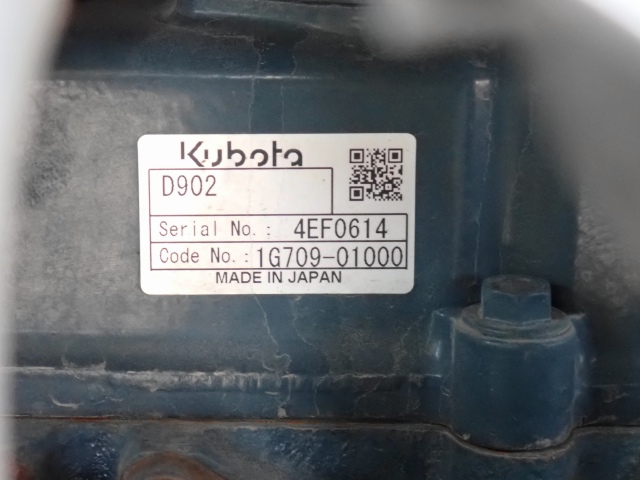 Kubota
D902
Serial No.: 4EF0614
Code No.: 1G709-01000
MADE IN JAPAN